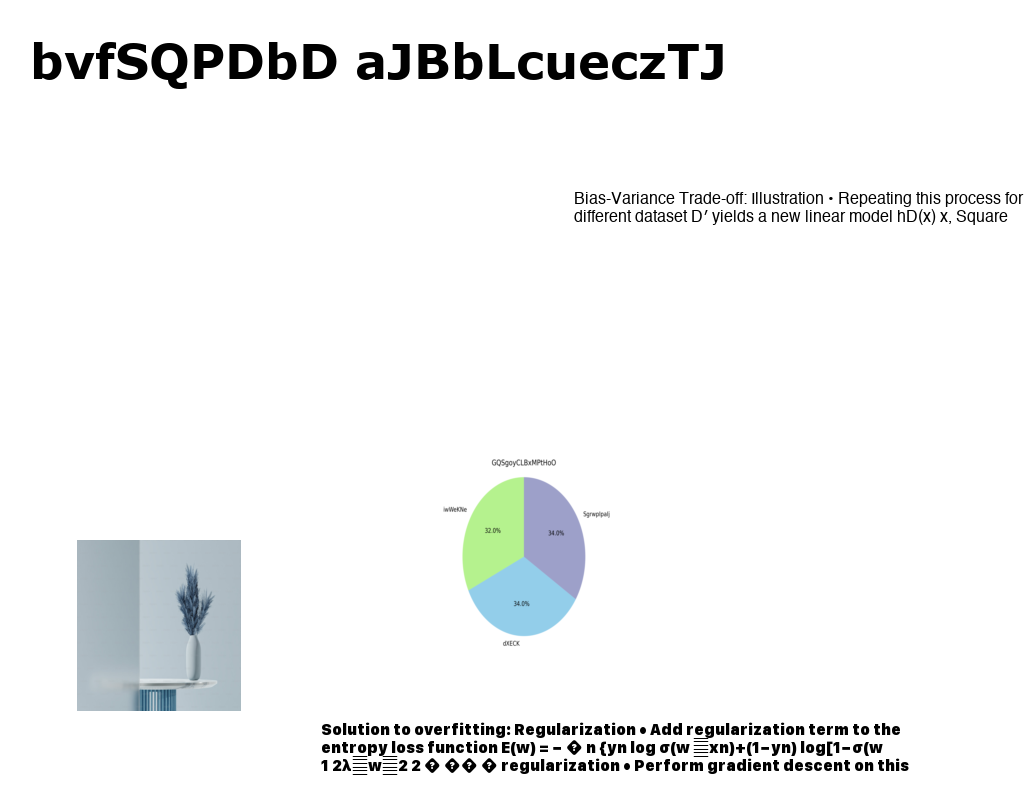 bvfSQPDbD aJBbLcueczTJ
Bias-Variance Trade-off: Illustration • Repeating this process for
different dataset D′ yields a new linear model hD(x) x, Square
GQSgoyCLBxMPtHoO
iwWeKNe
Sgrwplpalj
32.0%
34.0%
34.0%
dXECK
Solution to overfitting: Regularization • Add regularization term to the
entropy loss function E(w) = − � n {yn log σ(w xn)+(1−yn) log[1−σ(w
1 2λ w 2 2 � �� � regularization • Perform gradient descent on this